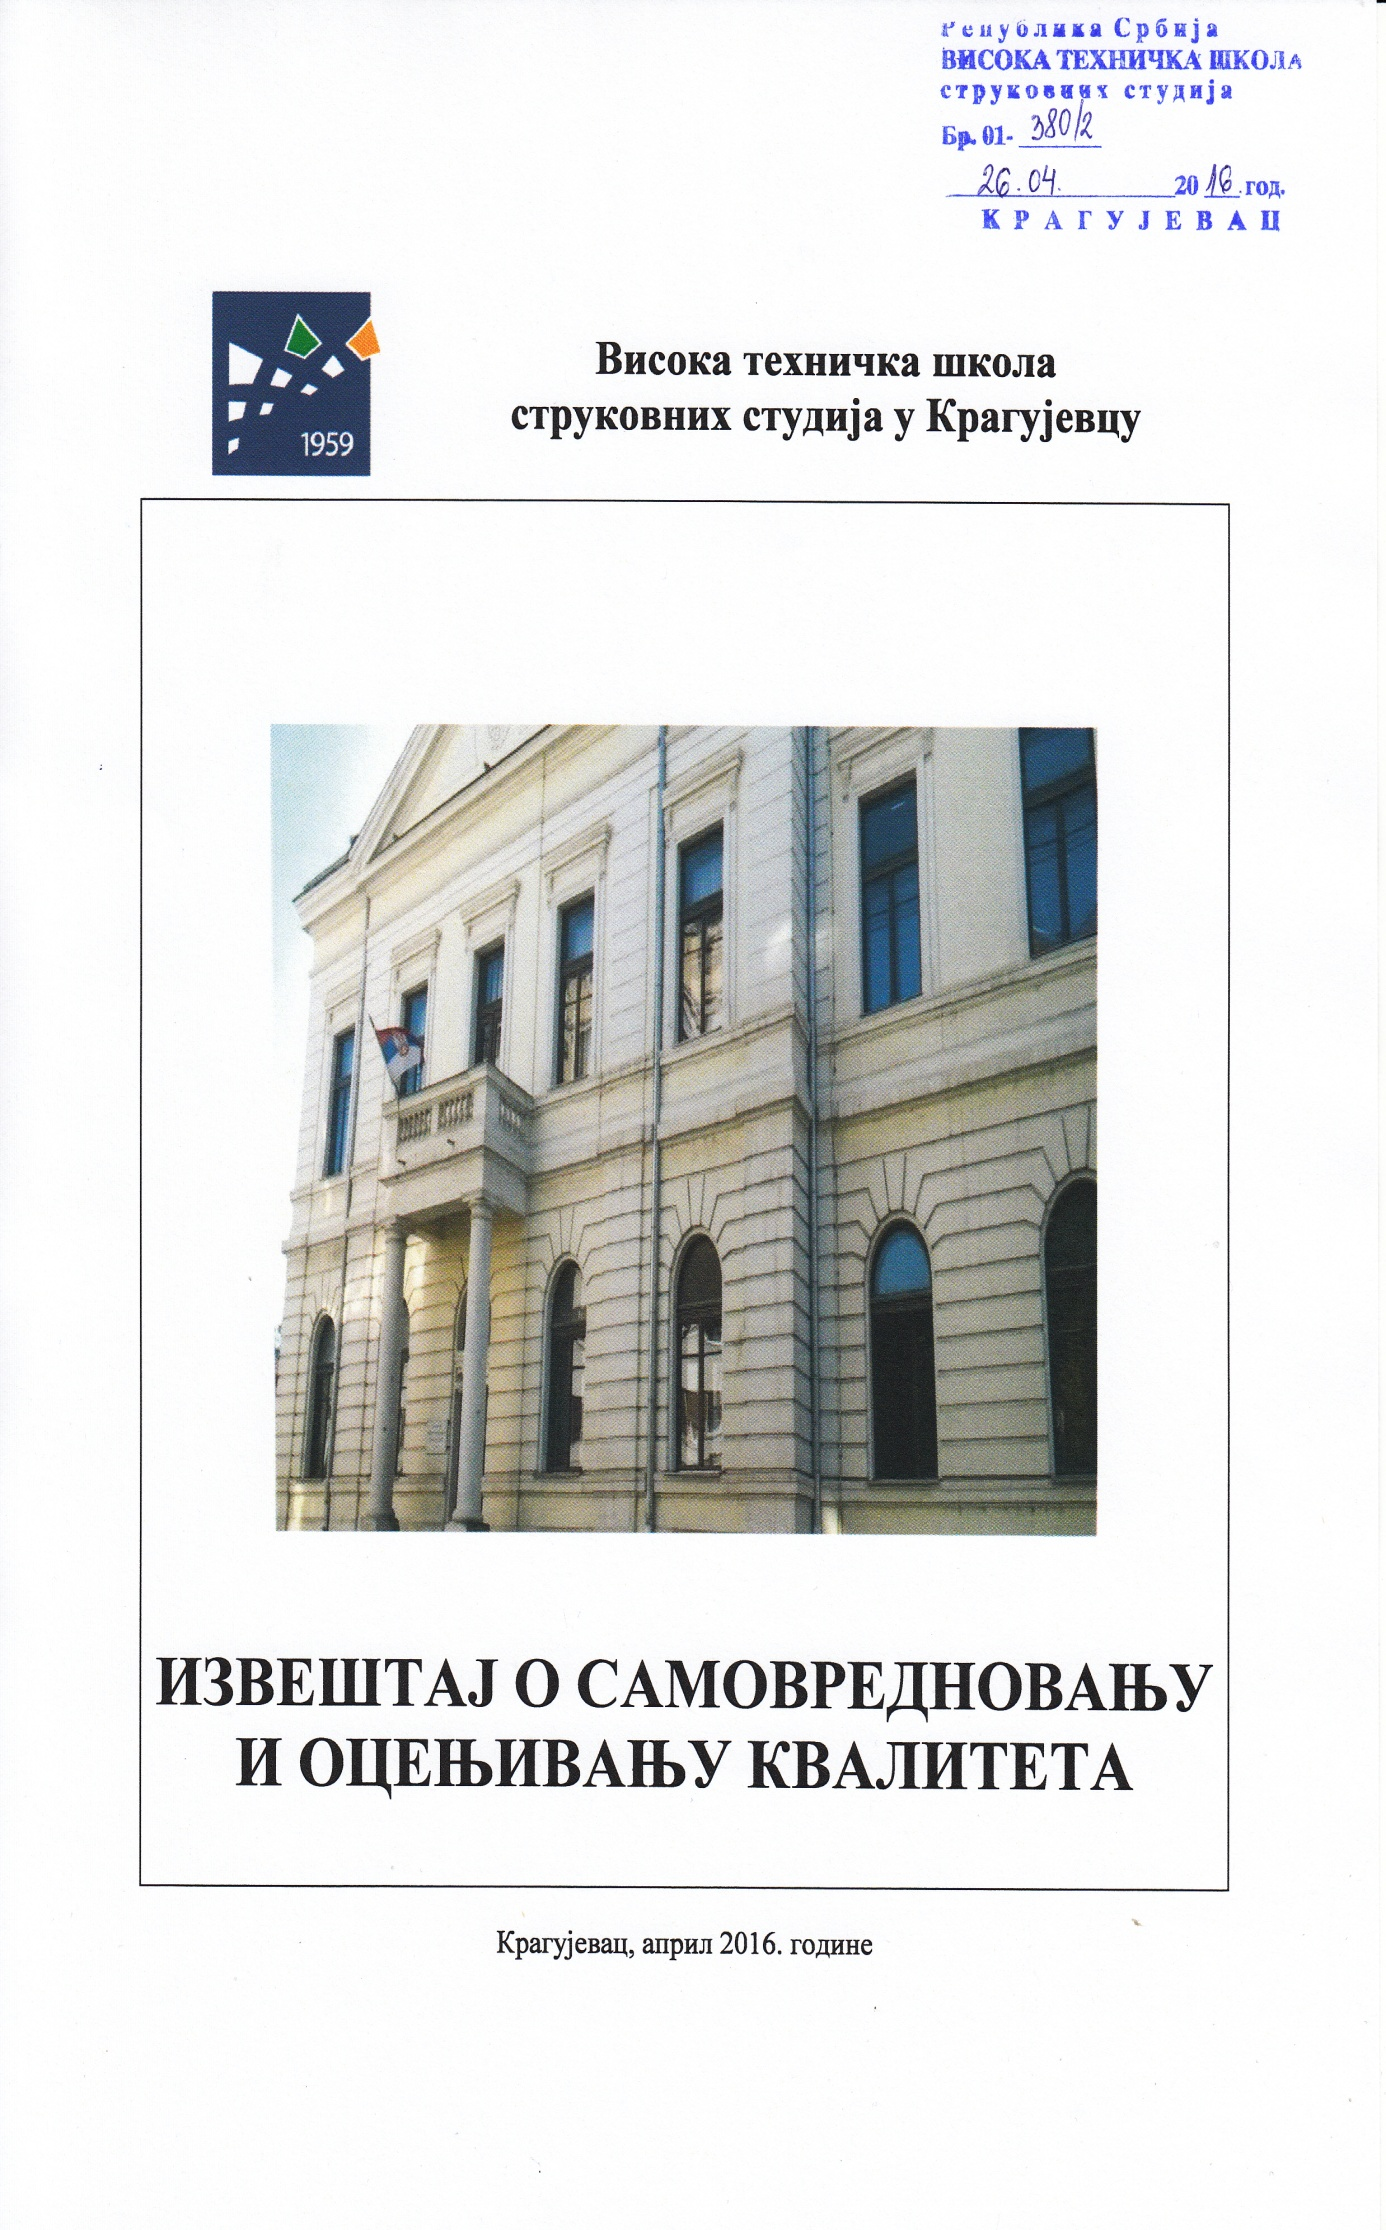 Република Србија
ВИСОКА ТЕХНИЧКА ШКОЛА
струковних студија
Бр. 01- 380/2
26.04. 2016 год.
КРАГУЈЕВАЦ
1959
Висока техничка школа
струковних студија у Крагујевцу
ИЗВЕШТАЈ О САМОВРЕДНОВАЊУ
И ОЦЕЊИВАЊУ КВАЛИТЕТА
Крагујевац, април 2016. године